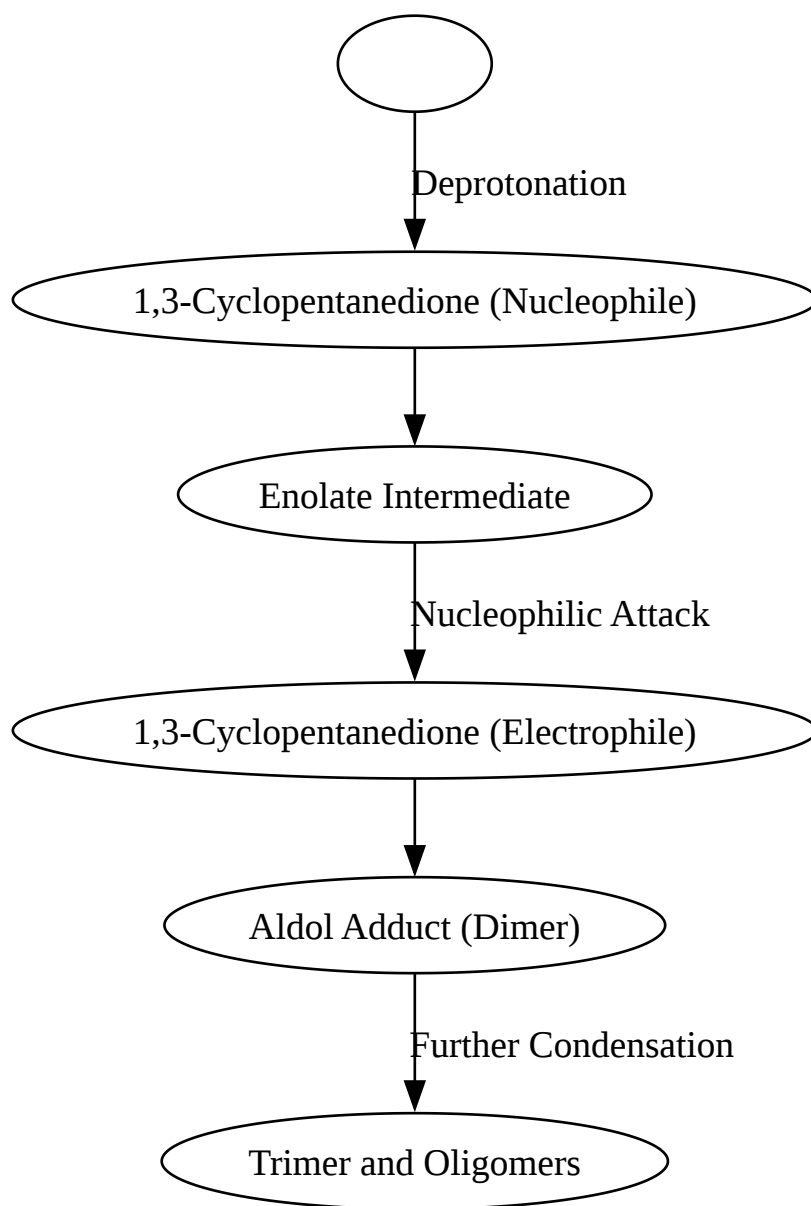 Deprotonation
1,3-Cyclopentanedione (Nucleophile)
Enolate Intermediate
Nucleophilic Attack
1,3-Cyclopentanedione (Electrophile)
Aldol Adduct (Dimer)
Further Condensation
Trimer and Oligomers